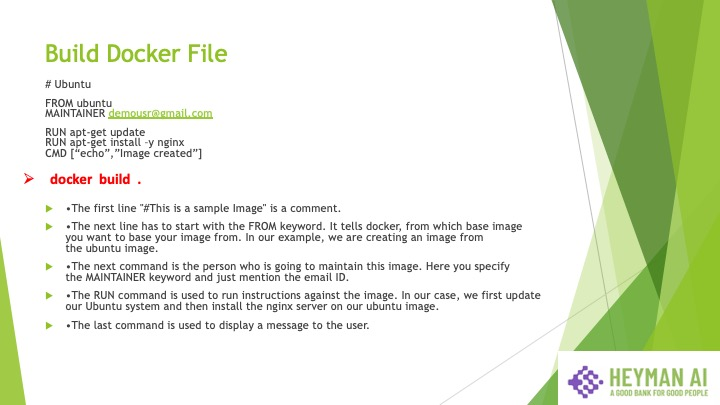 Build Docker File
# Ubuntu
FROM ubuntu
MAINTAINER demousr@gmail.com
RUN apt-get update
RUN apt-get install –y nginx
CMD [“echo”,”Image created”]
➢ docker build .
▶ •The first line "#This is a sample Image" is a comment.
▶ •The next line has to start with the FROM keyword. It tells docker, from which base image
you want to base your image from. In our example, we are creating an image from
the ubuntu image.
▶ •The next command is the person who is going to maintain this image. Here you specify
the MAINTAINER keyword and just mention the email ID.
▶ •The RUN command is used to run instructions against the image. In our case, we first update
our Ubuntu system and then install the nginx server on our ubuntu image.
▶ •The last command is used to display a message to the user.
HEYMAN AI
A GOOD BANK FOR GOOD PEOPLE